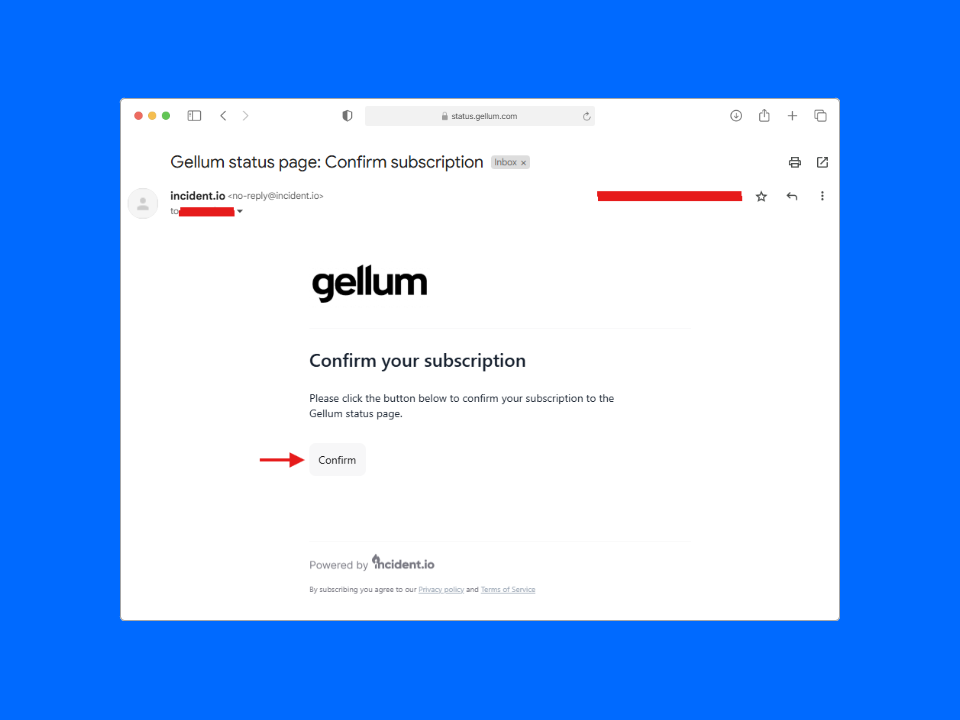 status.gellum.com
Gellum status page: Confirm subscription Inbox ×
incident.io <no-reply@incident.io>
to
gellum
Confirm your subscription
Please click the button below to confirm your subscription to the
Gellum status page.
Confirm
Powered by incident.io
By subscribing you agree to our Privacy policy and Terms of Service